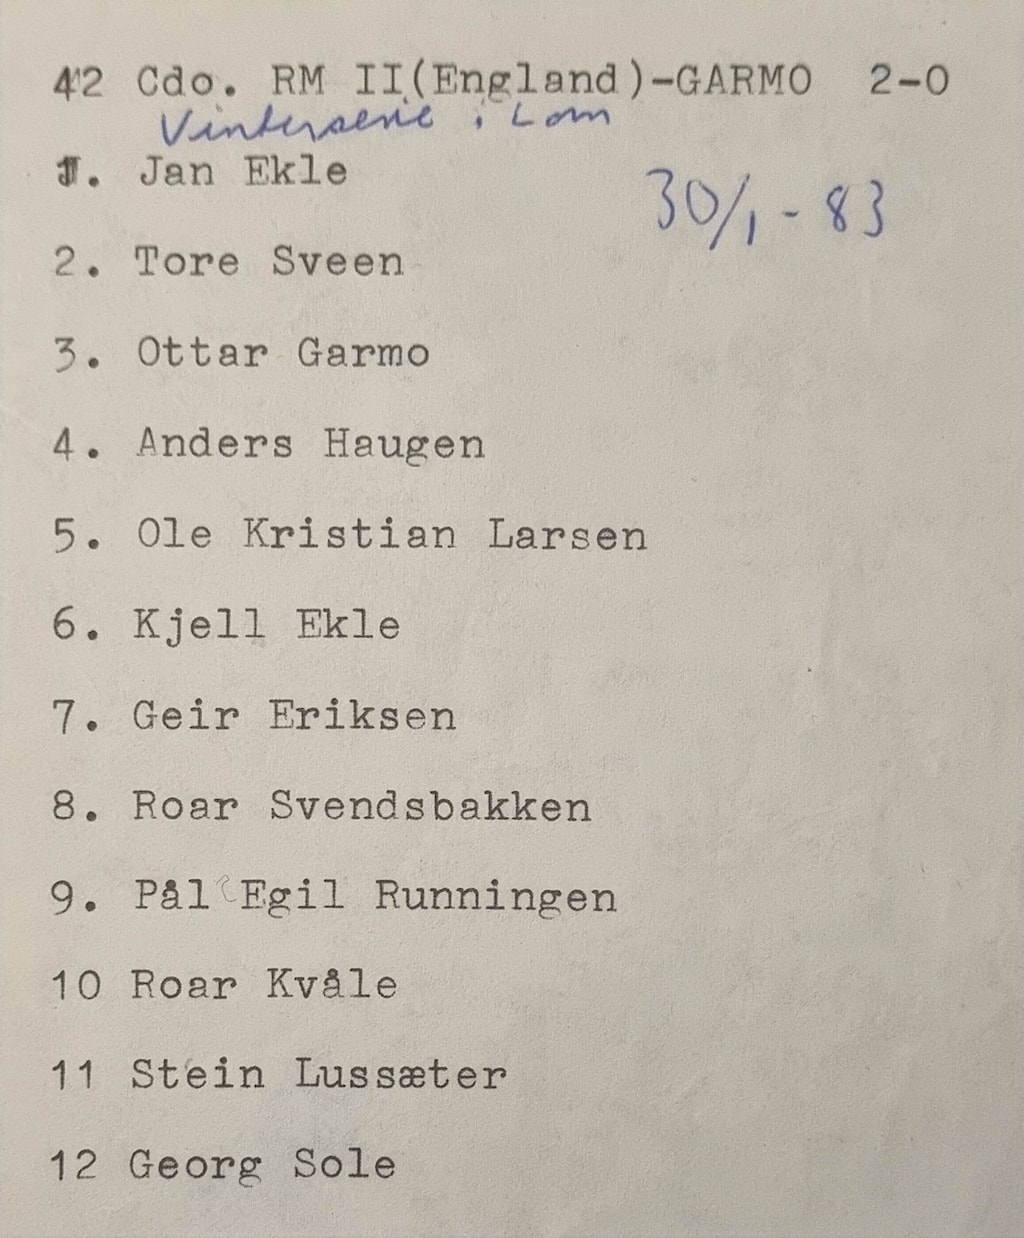 42 Cdo. RM II(England)-GARMO 2-0
Vinterserie i Lom
1. Jan Ekle
30/1-83
2. Tore Sveen
3. Ottar Garmo
4. Anders Haugen
5. Ole Kristian Larsen
6. Kjell Ekle
7. Geir Eriksen
8. Roar Svendsbakken
9. Pål Egil Runningen
10 Roar Kvåle
11 Stein Lussæter
12 Georg Sole